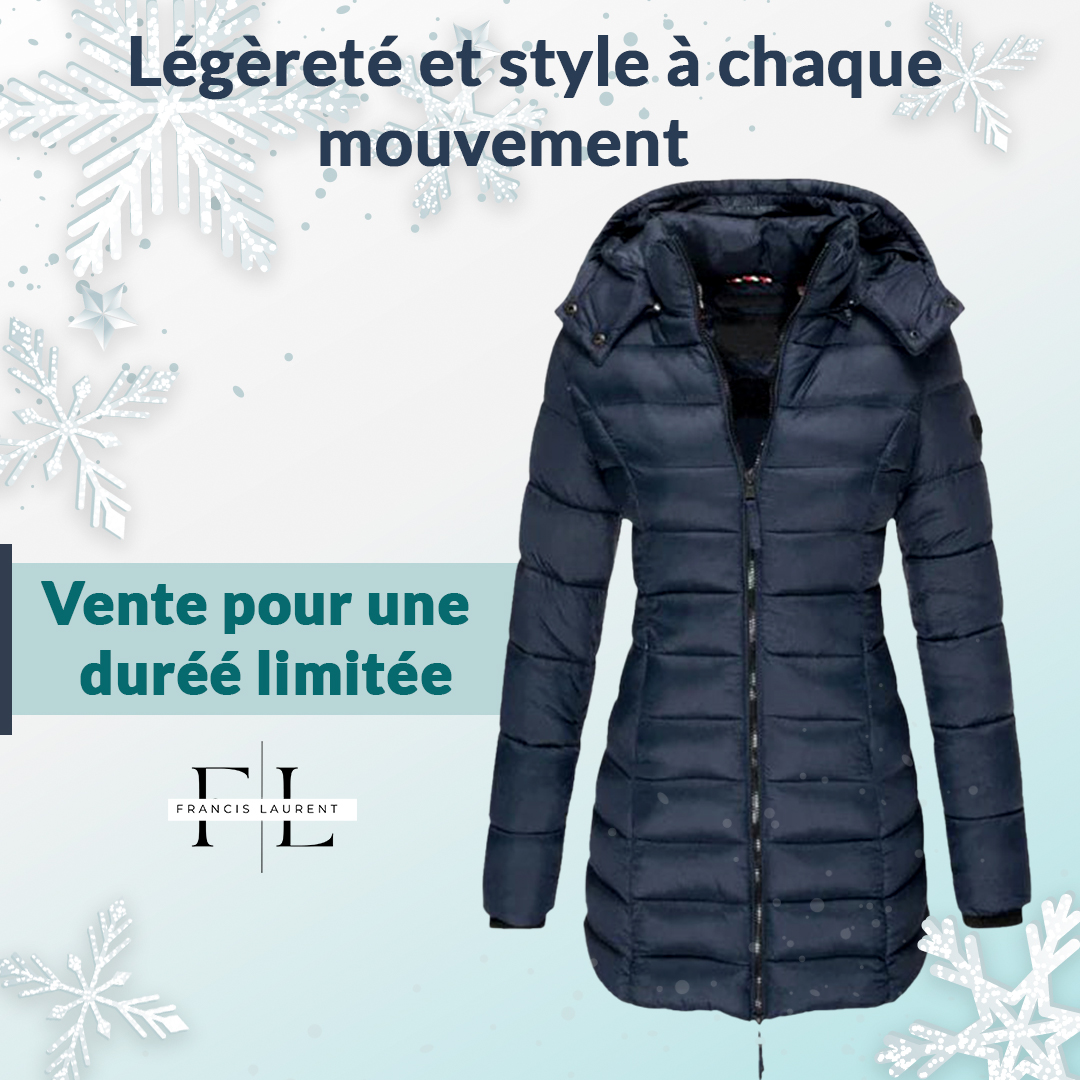 Légèreté et style à chaque
mouvement
Vente pour une
duréé limitée
FL
FRANCIS LAURENT